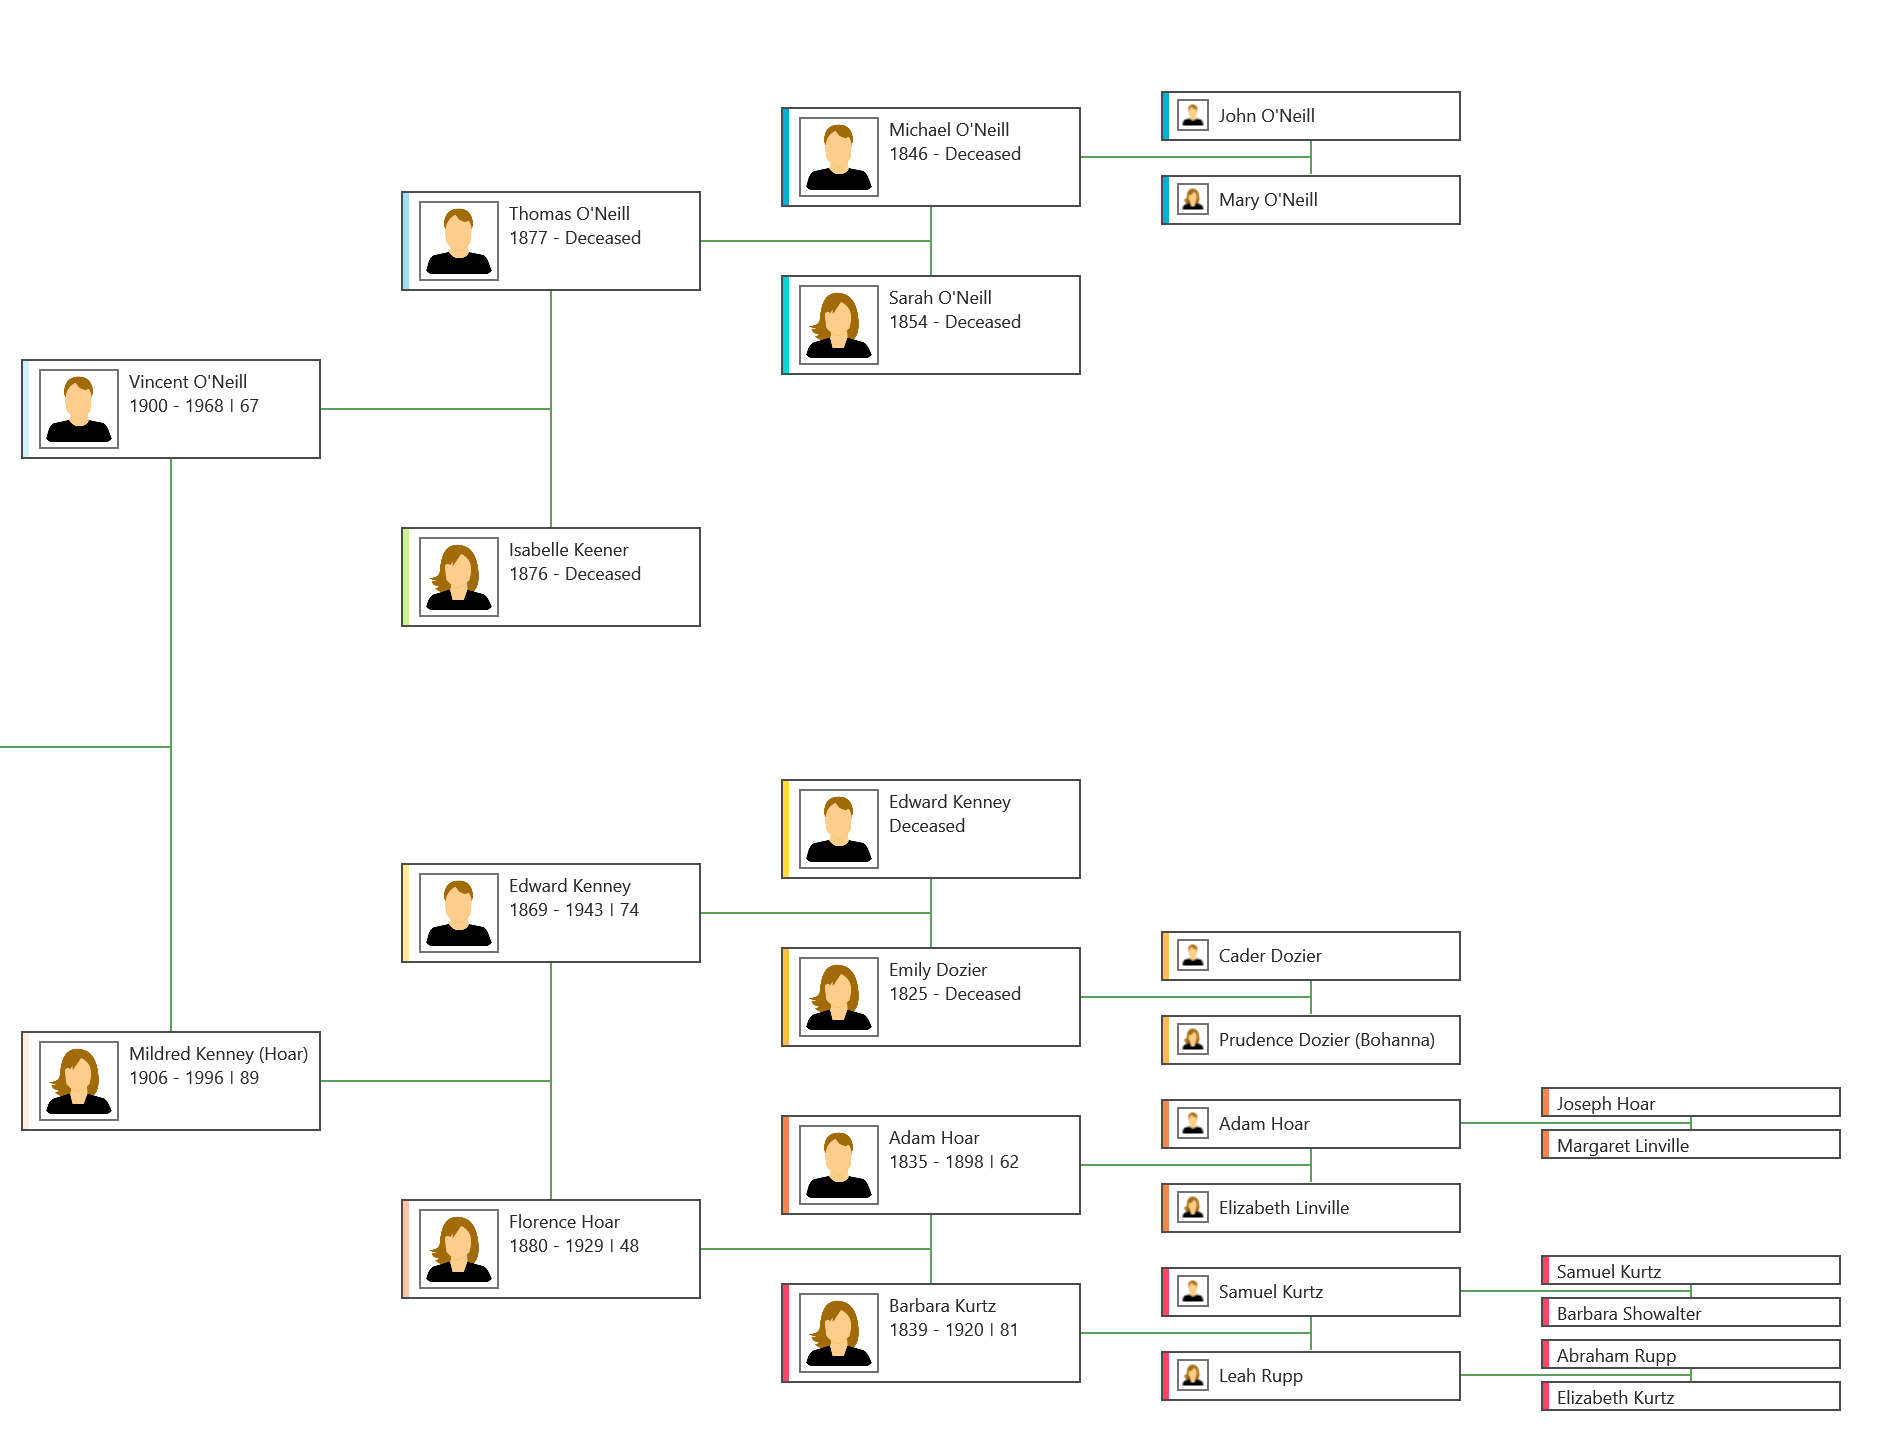 John O'Neill
Michael O'Neill
1846 - Deceased
Mary O'Neill
Thomas O'Neill
1877 - Deceased
Sarah O'Neill
1854 - Deceased
Vincent O'Neill
1900 - 1968 | 67
Isabelle Keener
1876 - Deceased
Edward Kenney
Deceased
Edward Kenney
1869 - 1943 | 74
Cader Dozier
Emily Dozier
1825 - Deceased
Prudence Dozier (Bohanna)
Mildred Kenney (Hoar)
1906 - 1996 | 89
Joseph Hoar
Adam Hoar
Margaret Linville
Adam Hoar
1835 - 1898 | 62
Elizabeth Linville
Florence Hoar
1880 - 1929 | 48
Samuel Kurtz
Samuel Kurtz
Barbara Showalter
Barbara Kurtz
1839 - 1920 | 81
Abraham Rupp
Leah Rupp
Elizabeth Kurtz